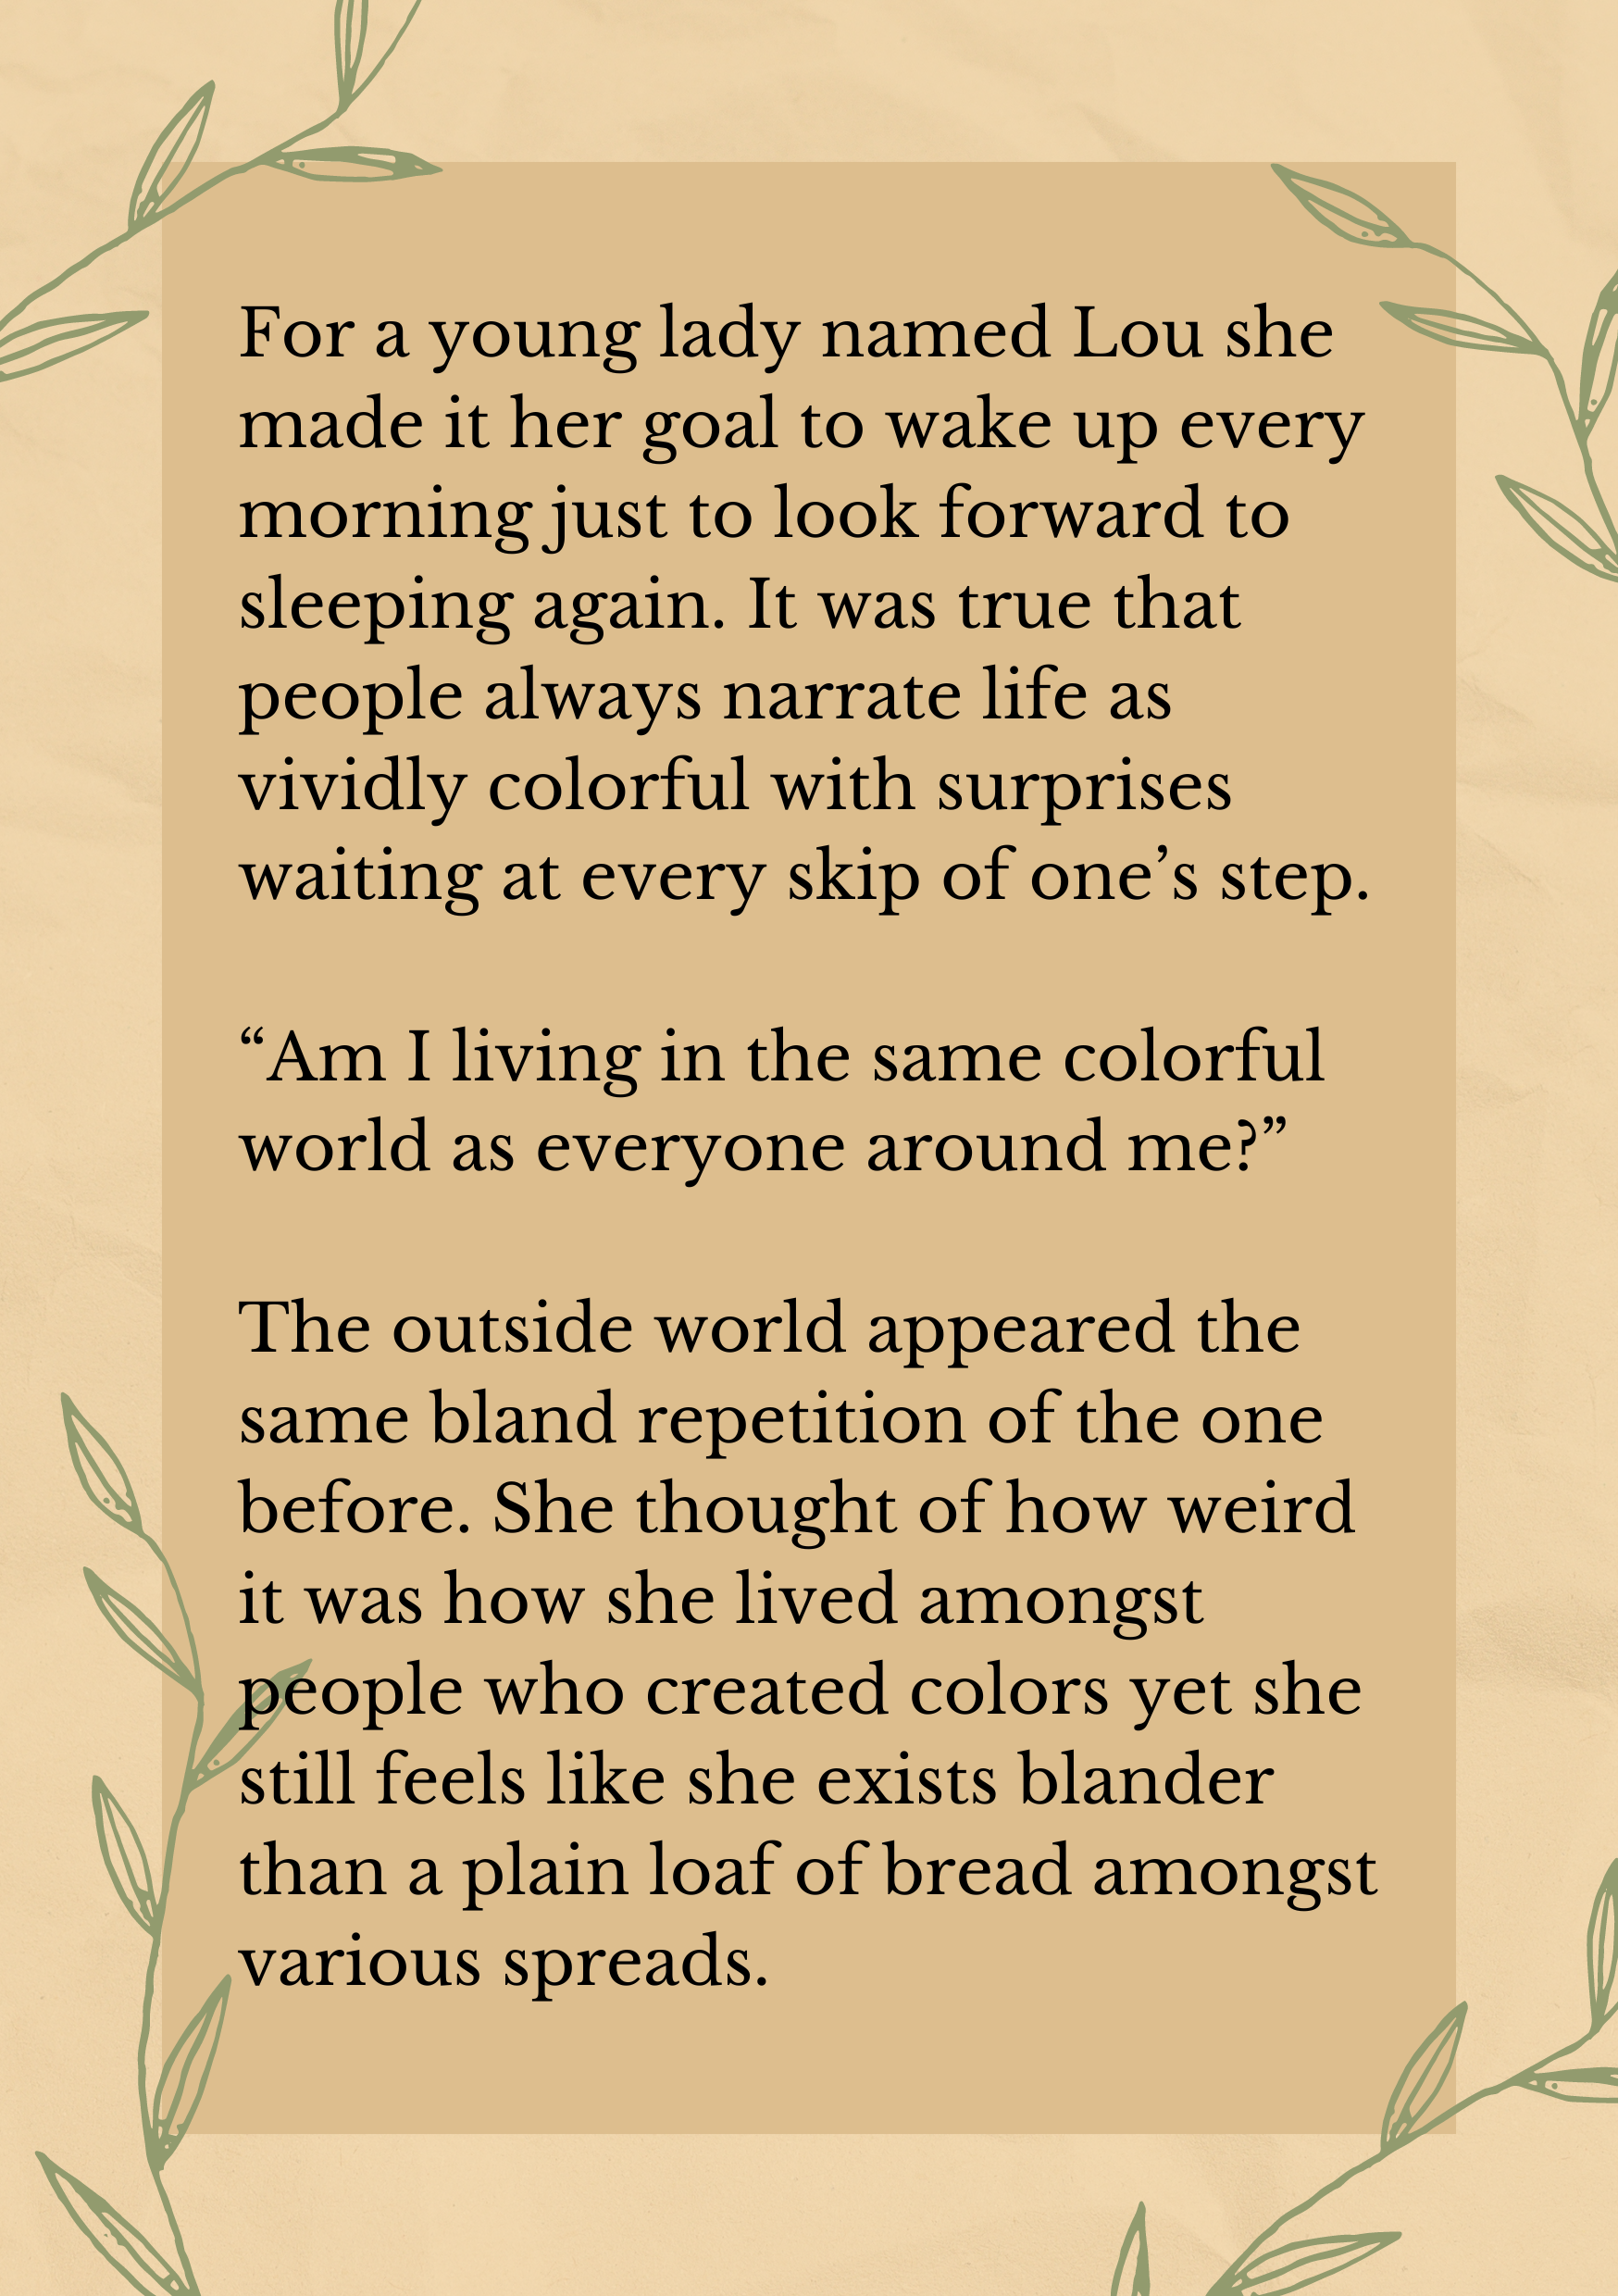 For a young lady named Lou she
made it her goal to wake up every
morning just to look forward to
sleeping again. It was true that
people always narrate life as
vividly colorful with surprises
waiting at every skip of one’s step.
“Am I living in the same colorful
world as everyone around me?”
The outside world appeared the
same bland repetition of the one
before. She thought of how weird
it was how she lived amongst
people who created colors yet she
still feels like she exists blander
than a plain loaf of bread amongst
various spreads.